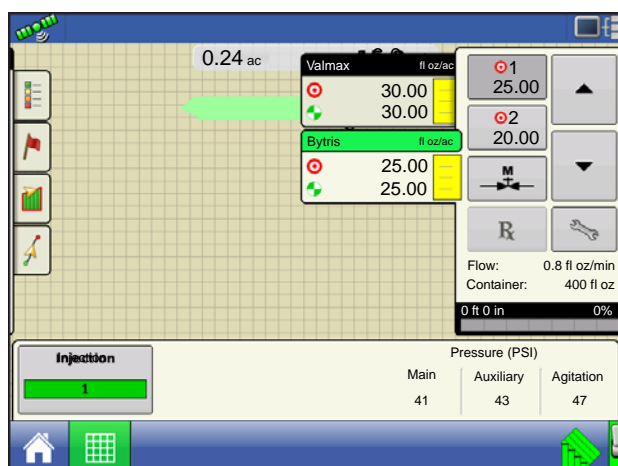 0.24 ac
Valmax fl oz/ac
30.00
30.00
Bytris fl oz/ac
25.00
25.00
1
25.00
2
20.00
M
Rx
Flow: 0.8 fl oz/min
Container: 400 fl oz
0 ft 0 in 0%
Injection
1
Pressure (PSI)
Main Auxiliary Agitation
41 43 47